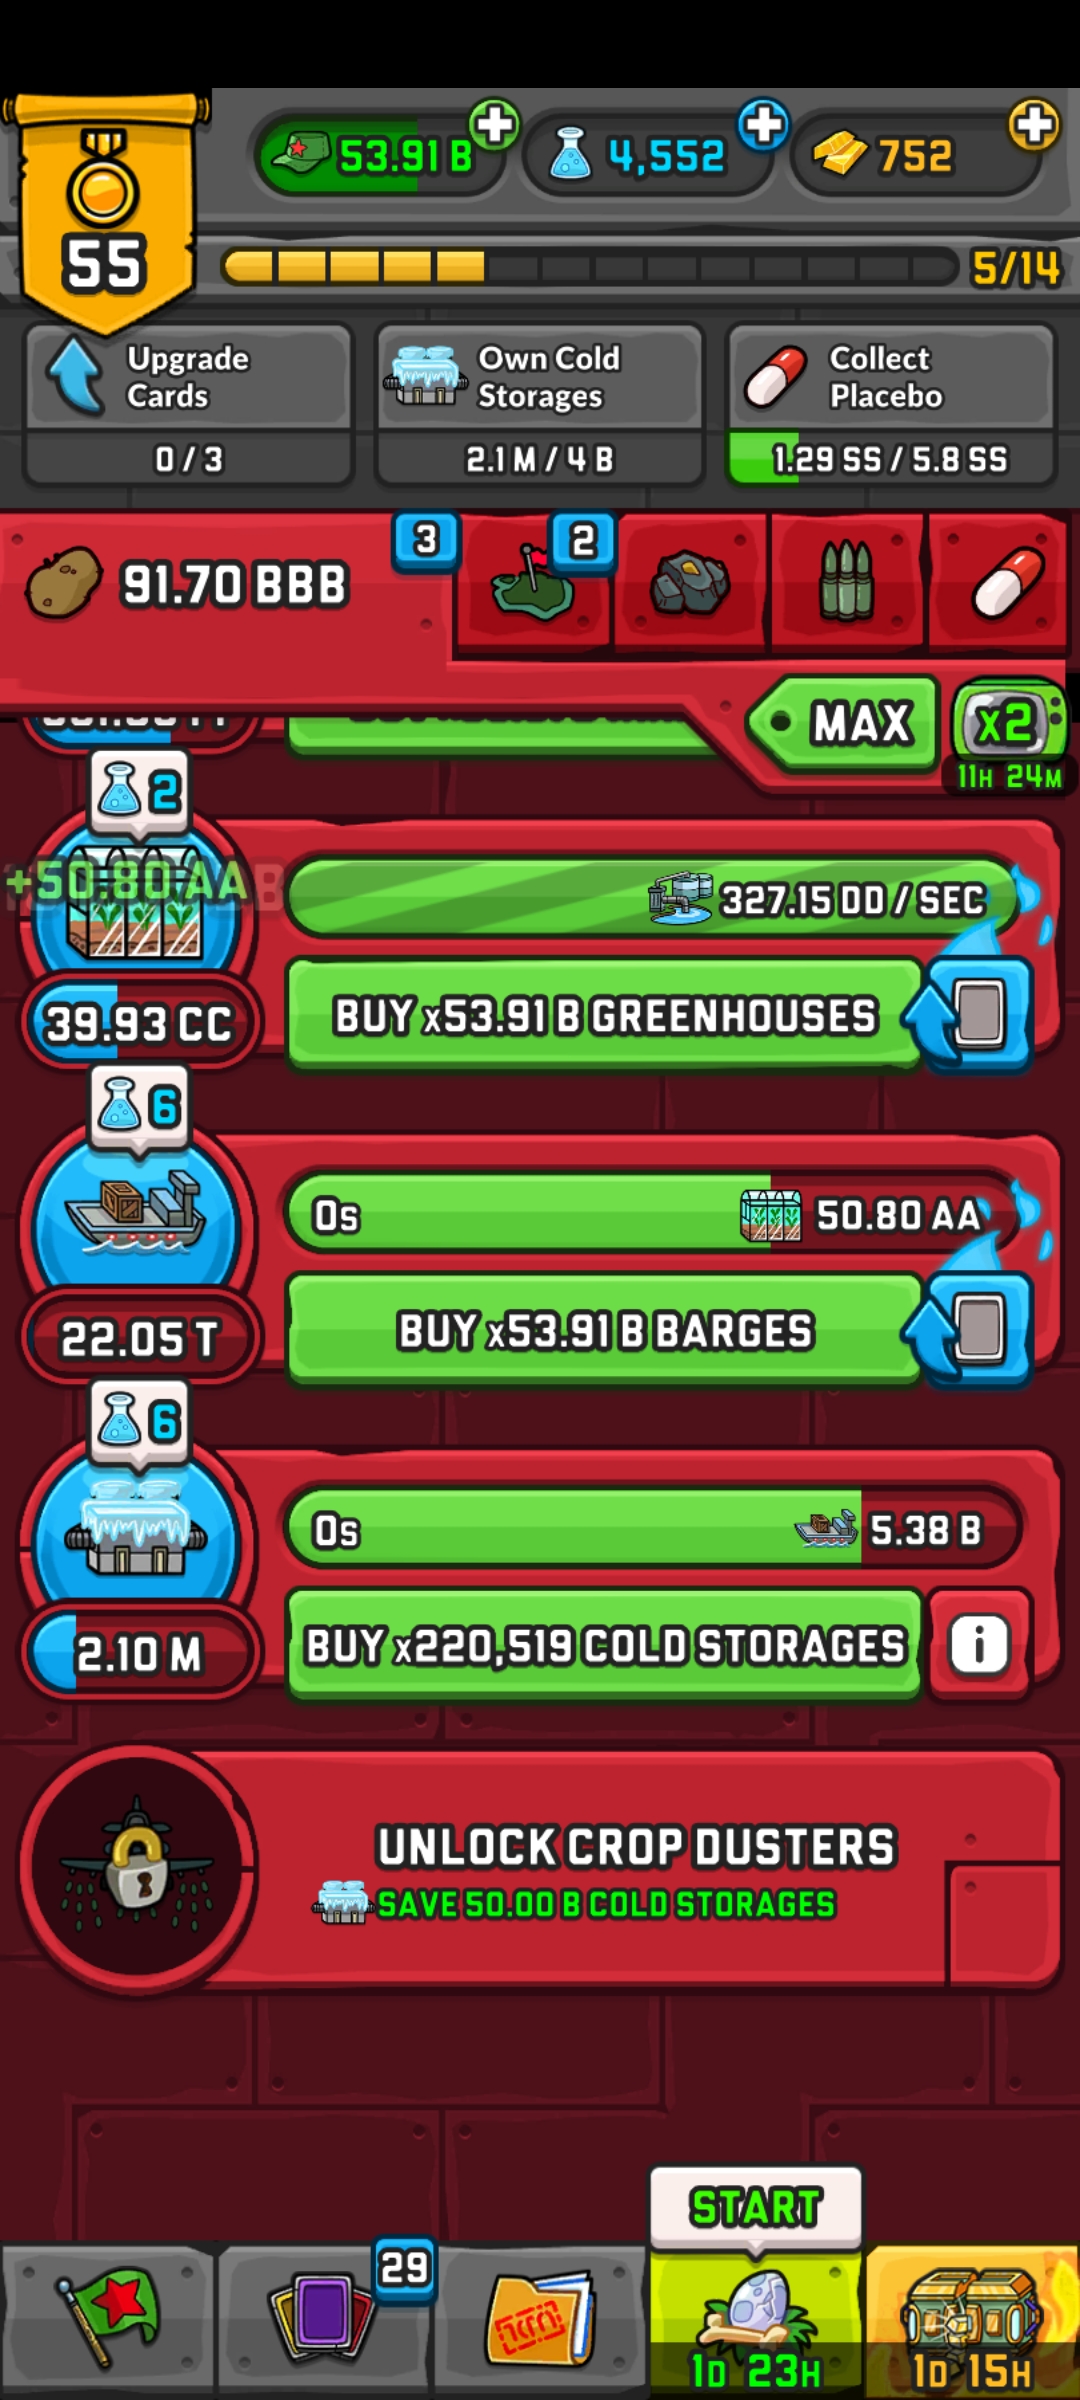 53.91 B
4,552
752
55
5/14
Upgrade
Cards
0 / 3
Own Cold
Storages
2.1 M / 4 B
Collect
Placebo
1.29 SS / 5.8 SS
91.70 BBB
3
2
MAX
X2
11H 24M
2
+50.80 AA
327.15 DD / SEC
39.93 CC
BUY x53.91 B GREENHOUSES
6
0s
50.80 AA
22.05 T
BUY x53.91 B BARGES
6
0s
5.38 B
2.10 M
BUY x220,519 COLD STORAGES
i
UNLOCK CROP DUSTERS
SAVE 50.00 B COLD STORAGES
START
29
1D 23H
1D 15H